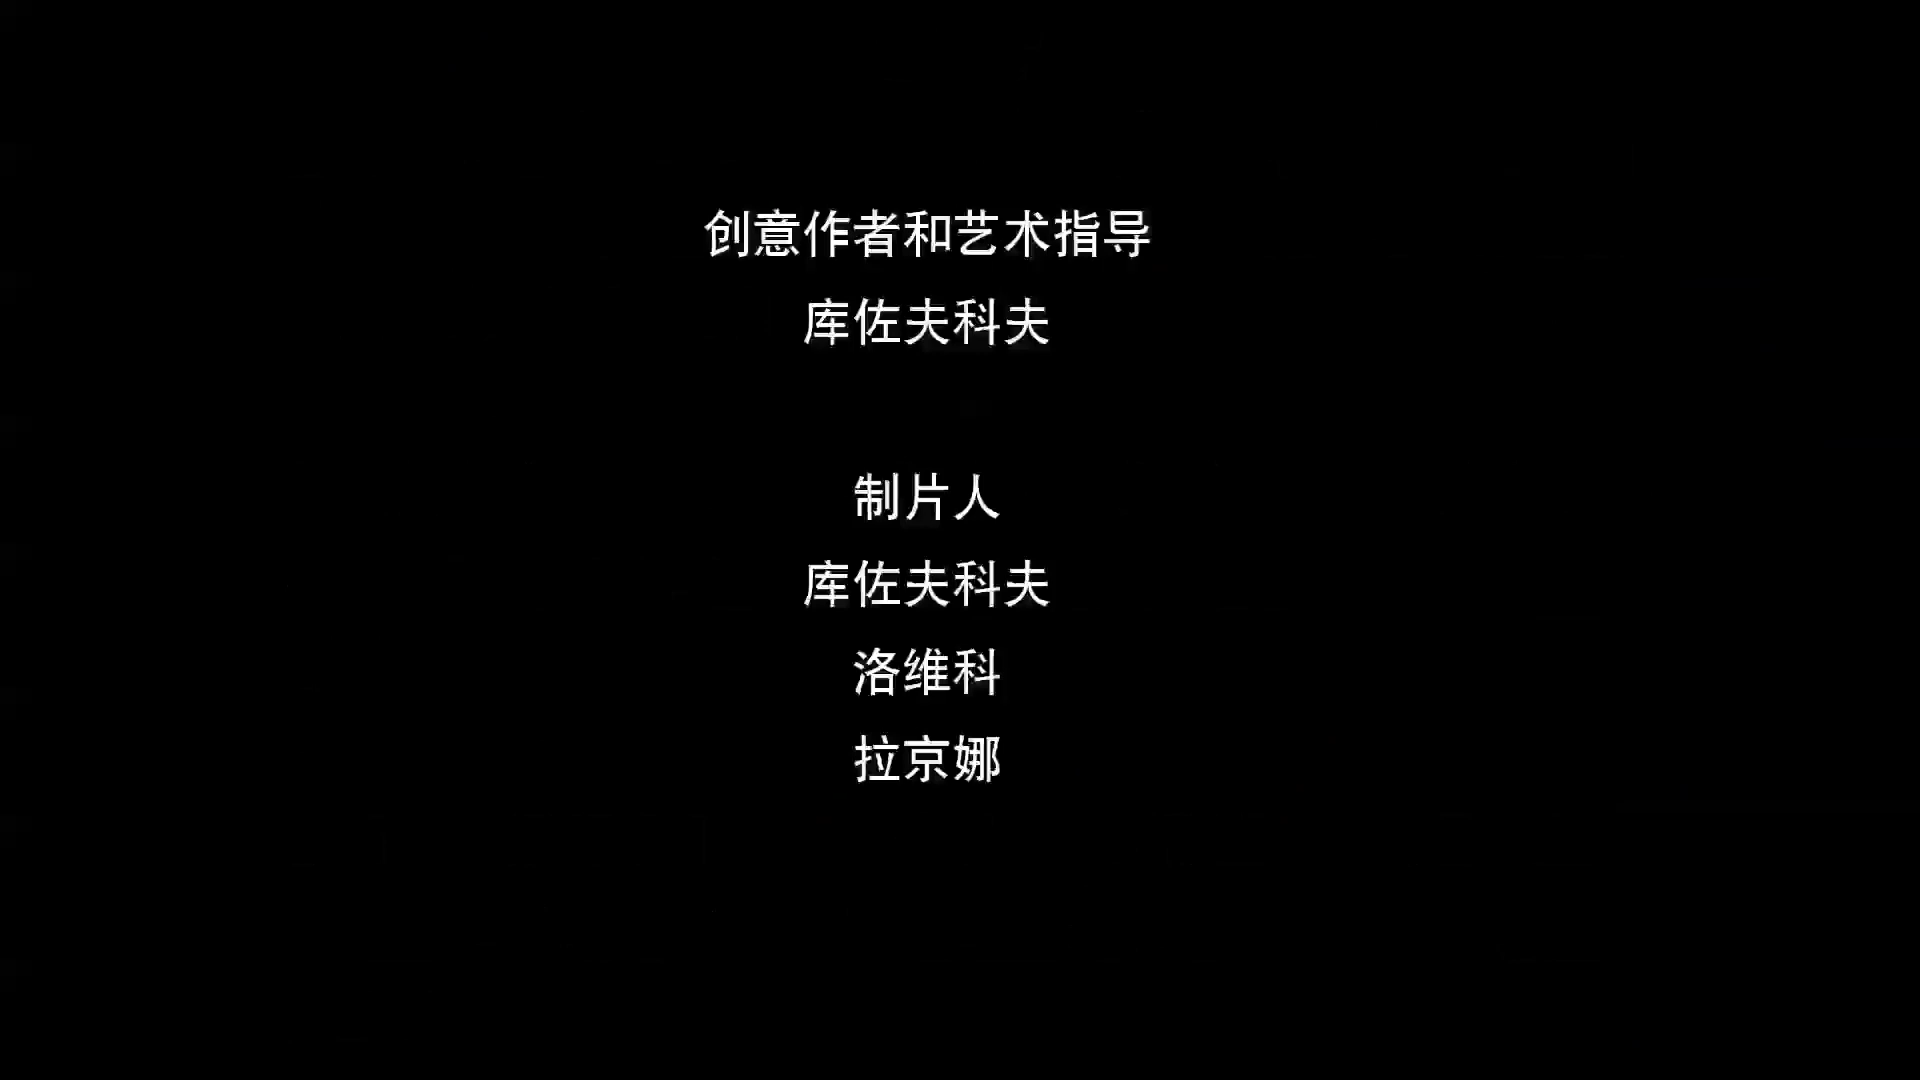 创意作者和艺术指导
库佐夫科夫
制片人
库佐夫科夫
洛维科
拉京娜